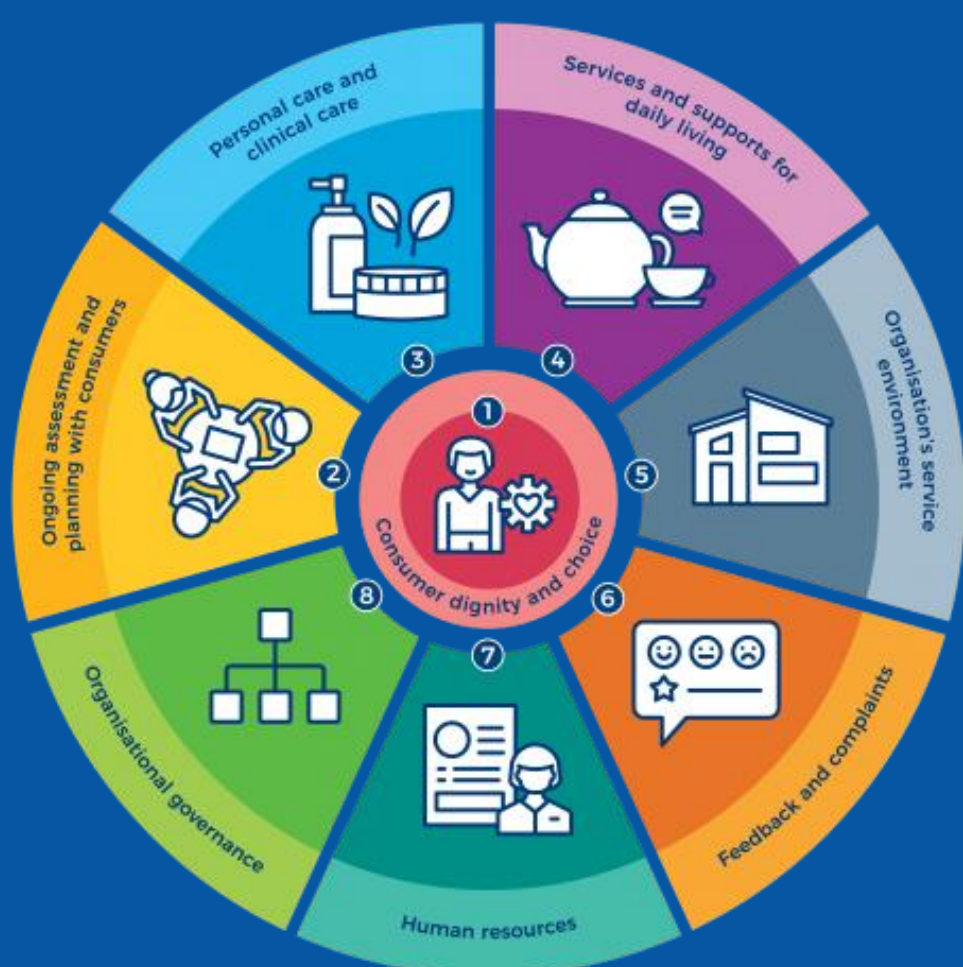 1
Consumer dignity and choice
2
Ongoing assessment and
planning with consumers
3
Personal care and
clinical care
4
Services and supports for
daily living
5
Organisation's service
environment
6
Feedback and complaints
7
Human resources
8
Organisational governance